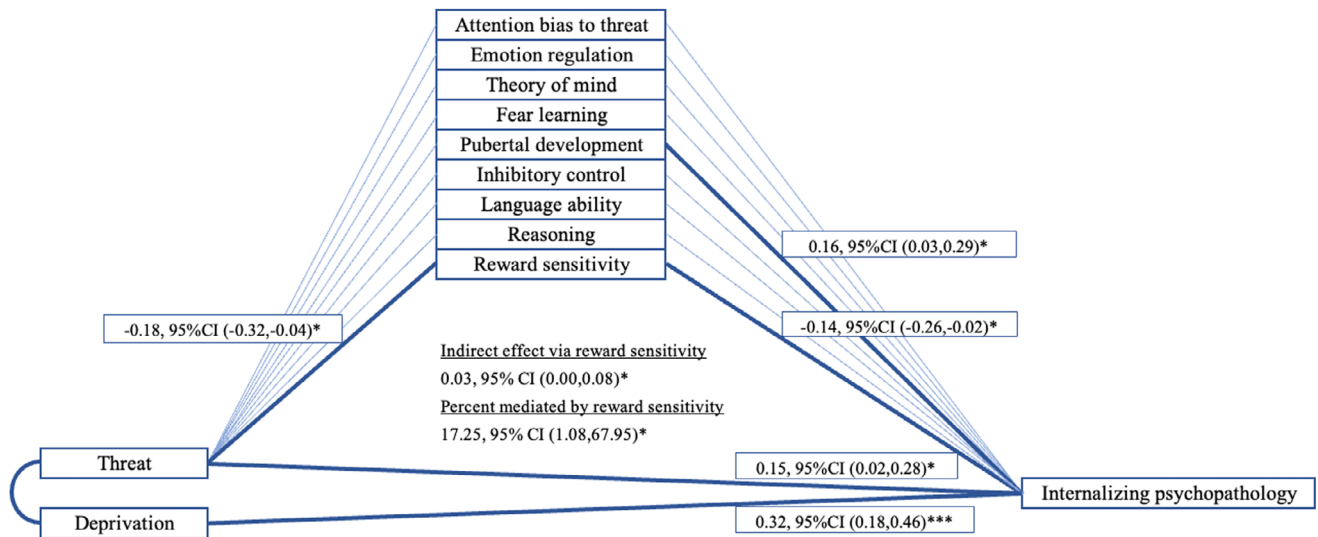 Attention bias to threat
Emotion regulation
Theory of mind
Fear learning
Pubertal development
Inhibitory control
Language ability
Reasoning
Reward sensitivity
0.16, 95%CI (0.03,0.29)*
-0.18, 95%CI (-0.32,-0.04)*
-0.14, 95%CI (-0.26,-0.02)*
Indirect effect via reward sensitivity
0.03, 95% CI (0.00,0.08)*
Percent mediated by reward sensitivity
17.25, 95% CI (1.08,67.95)*
Threat
0.15, 95%CI (0.02,0.28)*
Internalizing psychopathology
Deprivation
0.32, 95%CI (0.18,0.46)***